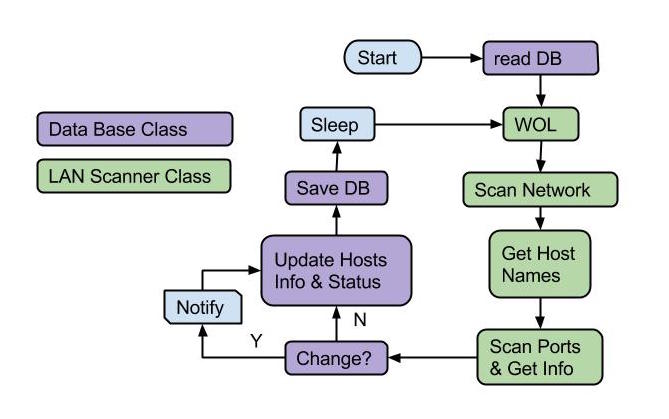 Start
read DB
Data Base Class
Sleep
WOL
LAN Scanner Class
Save DB
Scan Network
Update Hosts
Info & Status
Get Host
Names
Notify
N
Y
Change?
Scan Ports
& Get Info